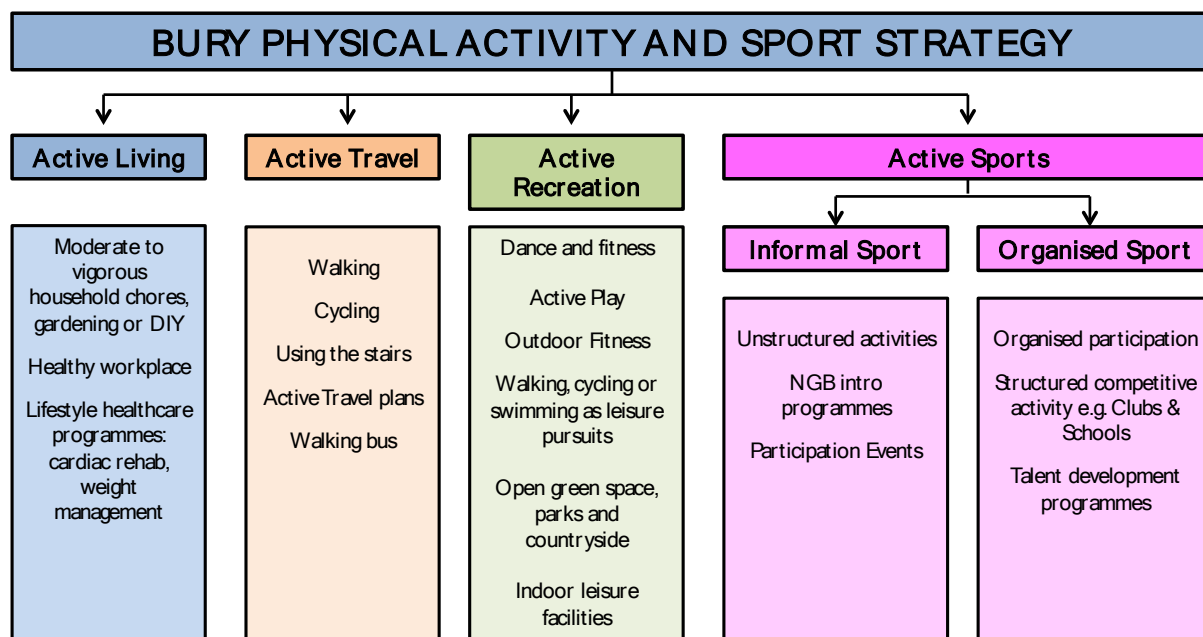 BURY PHYSICAL ACTIVITY AND SPORT STRATEGY
Active Living
Moderate to
vigorous
household chores,
gardening or DIY
Healthy workplace
Lifestyle healthcare
programmes:
cardiac rehab,
weight
management
Active Travel
Walking
Cycling
Using the stairs
Active Travel plans
Walking bus
Active
Recreation
Dance and fitness
Active Play
Outdoor Fitness
Walking, cycling or
swimming as leisure
pursuits
Open green space,
parks and
countryside
Indoor leisure
facilities
Active Sports
Informal Sport
Unstructured activities
NGB intro
programmes
Participation Events
Organised Sport
Organised participation
Structured competitive
activity e.g. Clubs &
Schools
Talent development
programmes